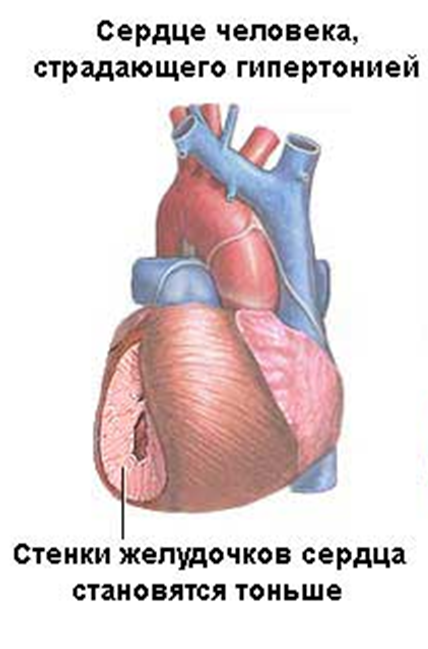 Сердце человека,
страдающего гипертонией
Стенки желудочков сердца
становятся тоньше